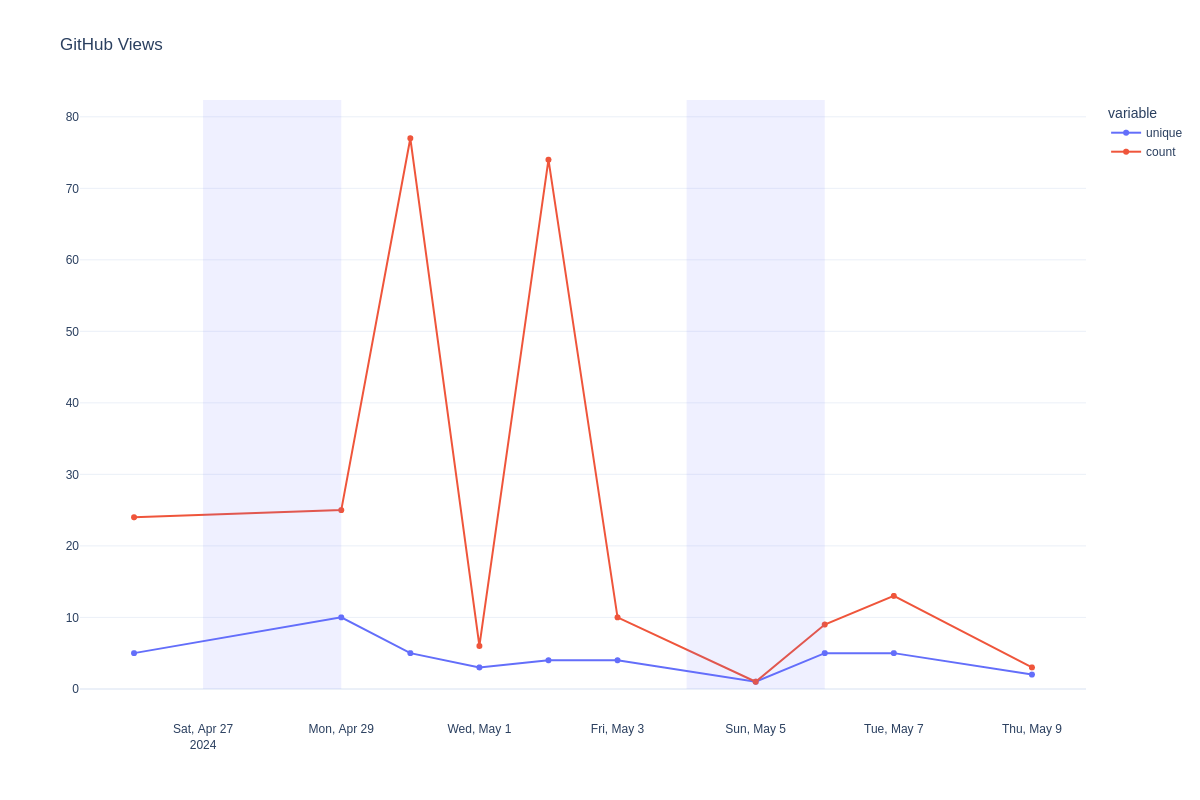 GitHub Views
variable
unique
count
80
70
60
50
40
30
20
10
0
Sat, Apr 27
2024
Mon, Apr 29
Wed, May 1
Fri, May 3
Sun, May 5
Tue, May 7
Thu, May 9